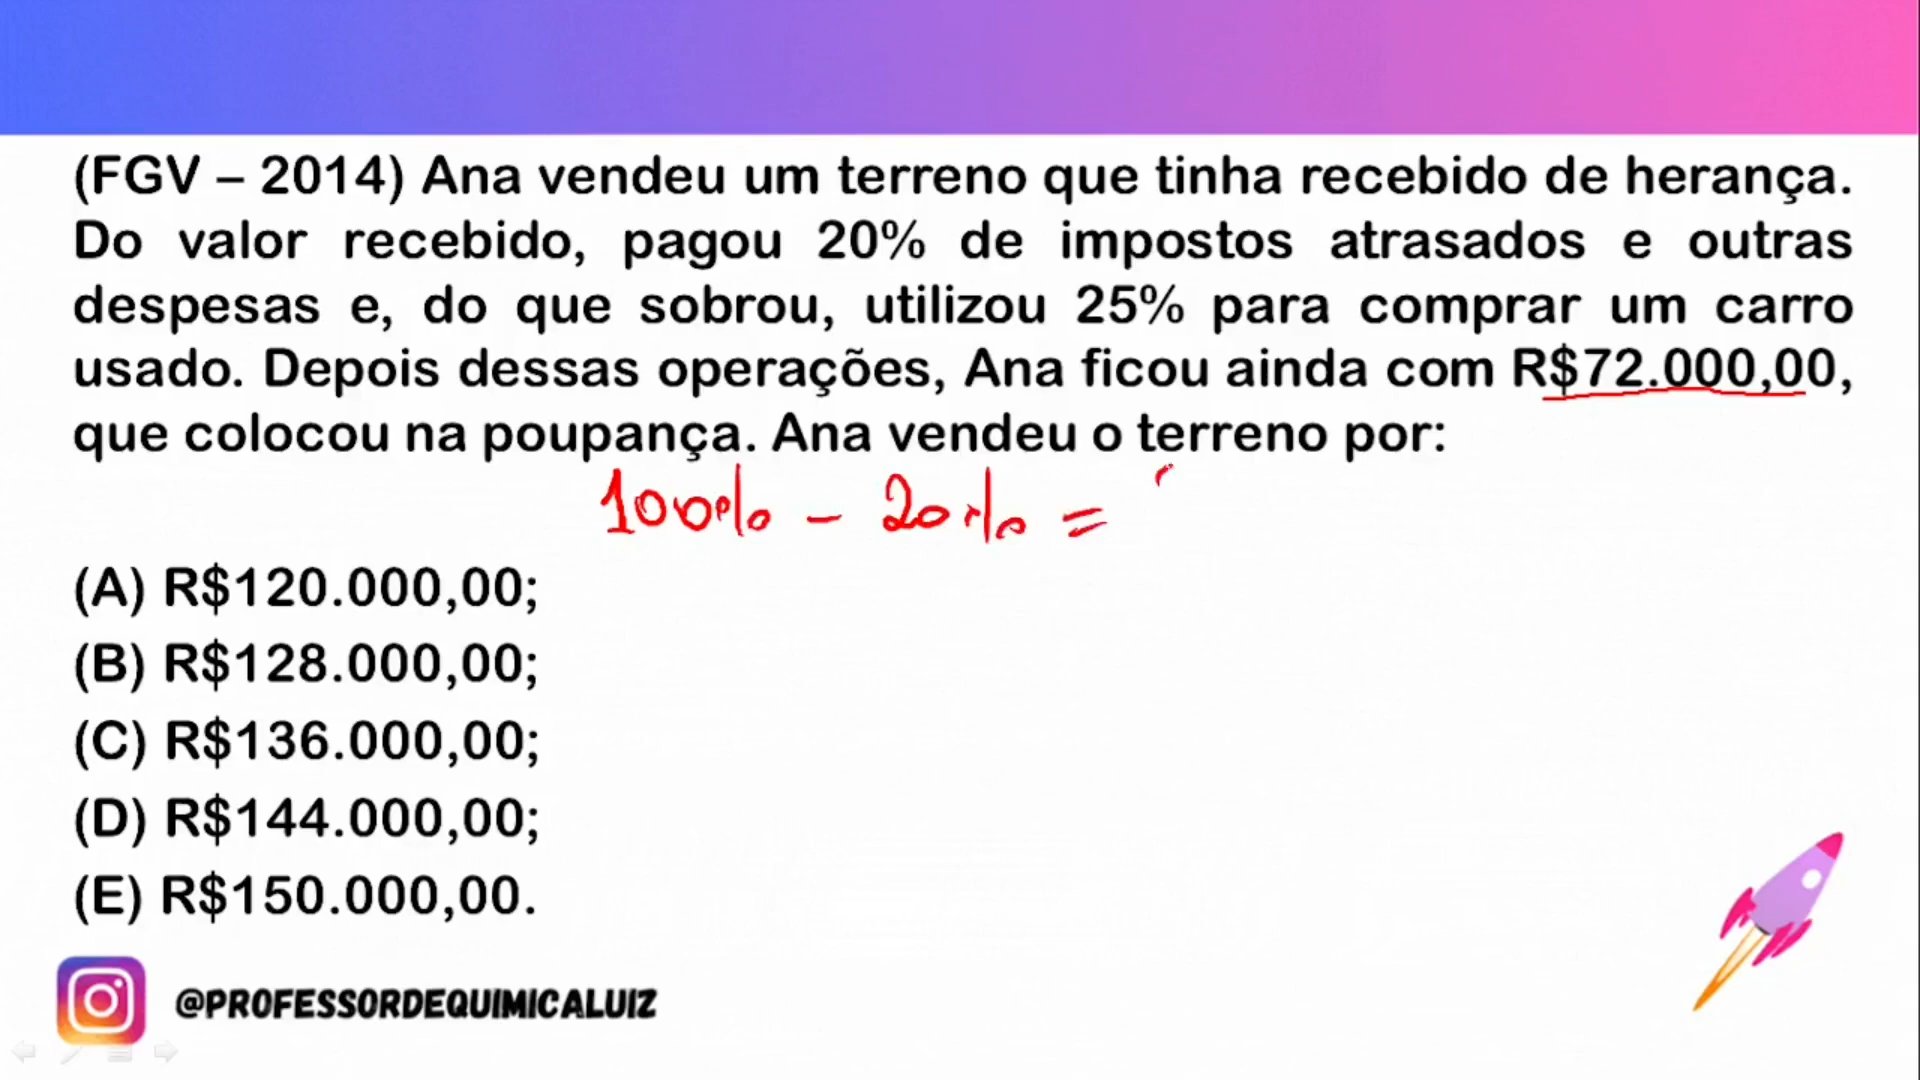 (FGV – 2014) Ana vendeu um terreno que tinha recebido de herança.
Do valor recebido, pagou 20% de impostos atrasados e outras
despesas e, do que sobrou, utilizou 25% para comprar um carro
usado. Depois dessas operações, Ana ficou ainda com R$72.000,00,
que colocou na poupança. Ana vendeu o terreno por:
100% - 20% =
(A) R$120.000,00;
(B) R$128.000,00;
(C) R$136.000,00;
(D) R$144.000,00;
(E) R$150.000,00.
@PROFESSORDEQUIMICALUIZ